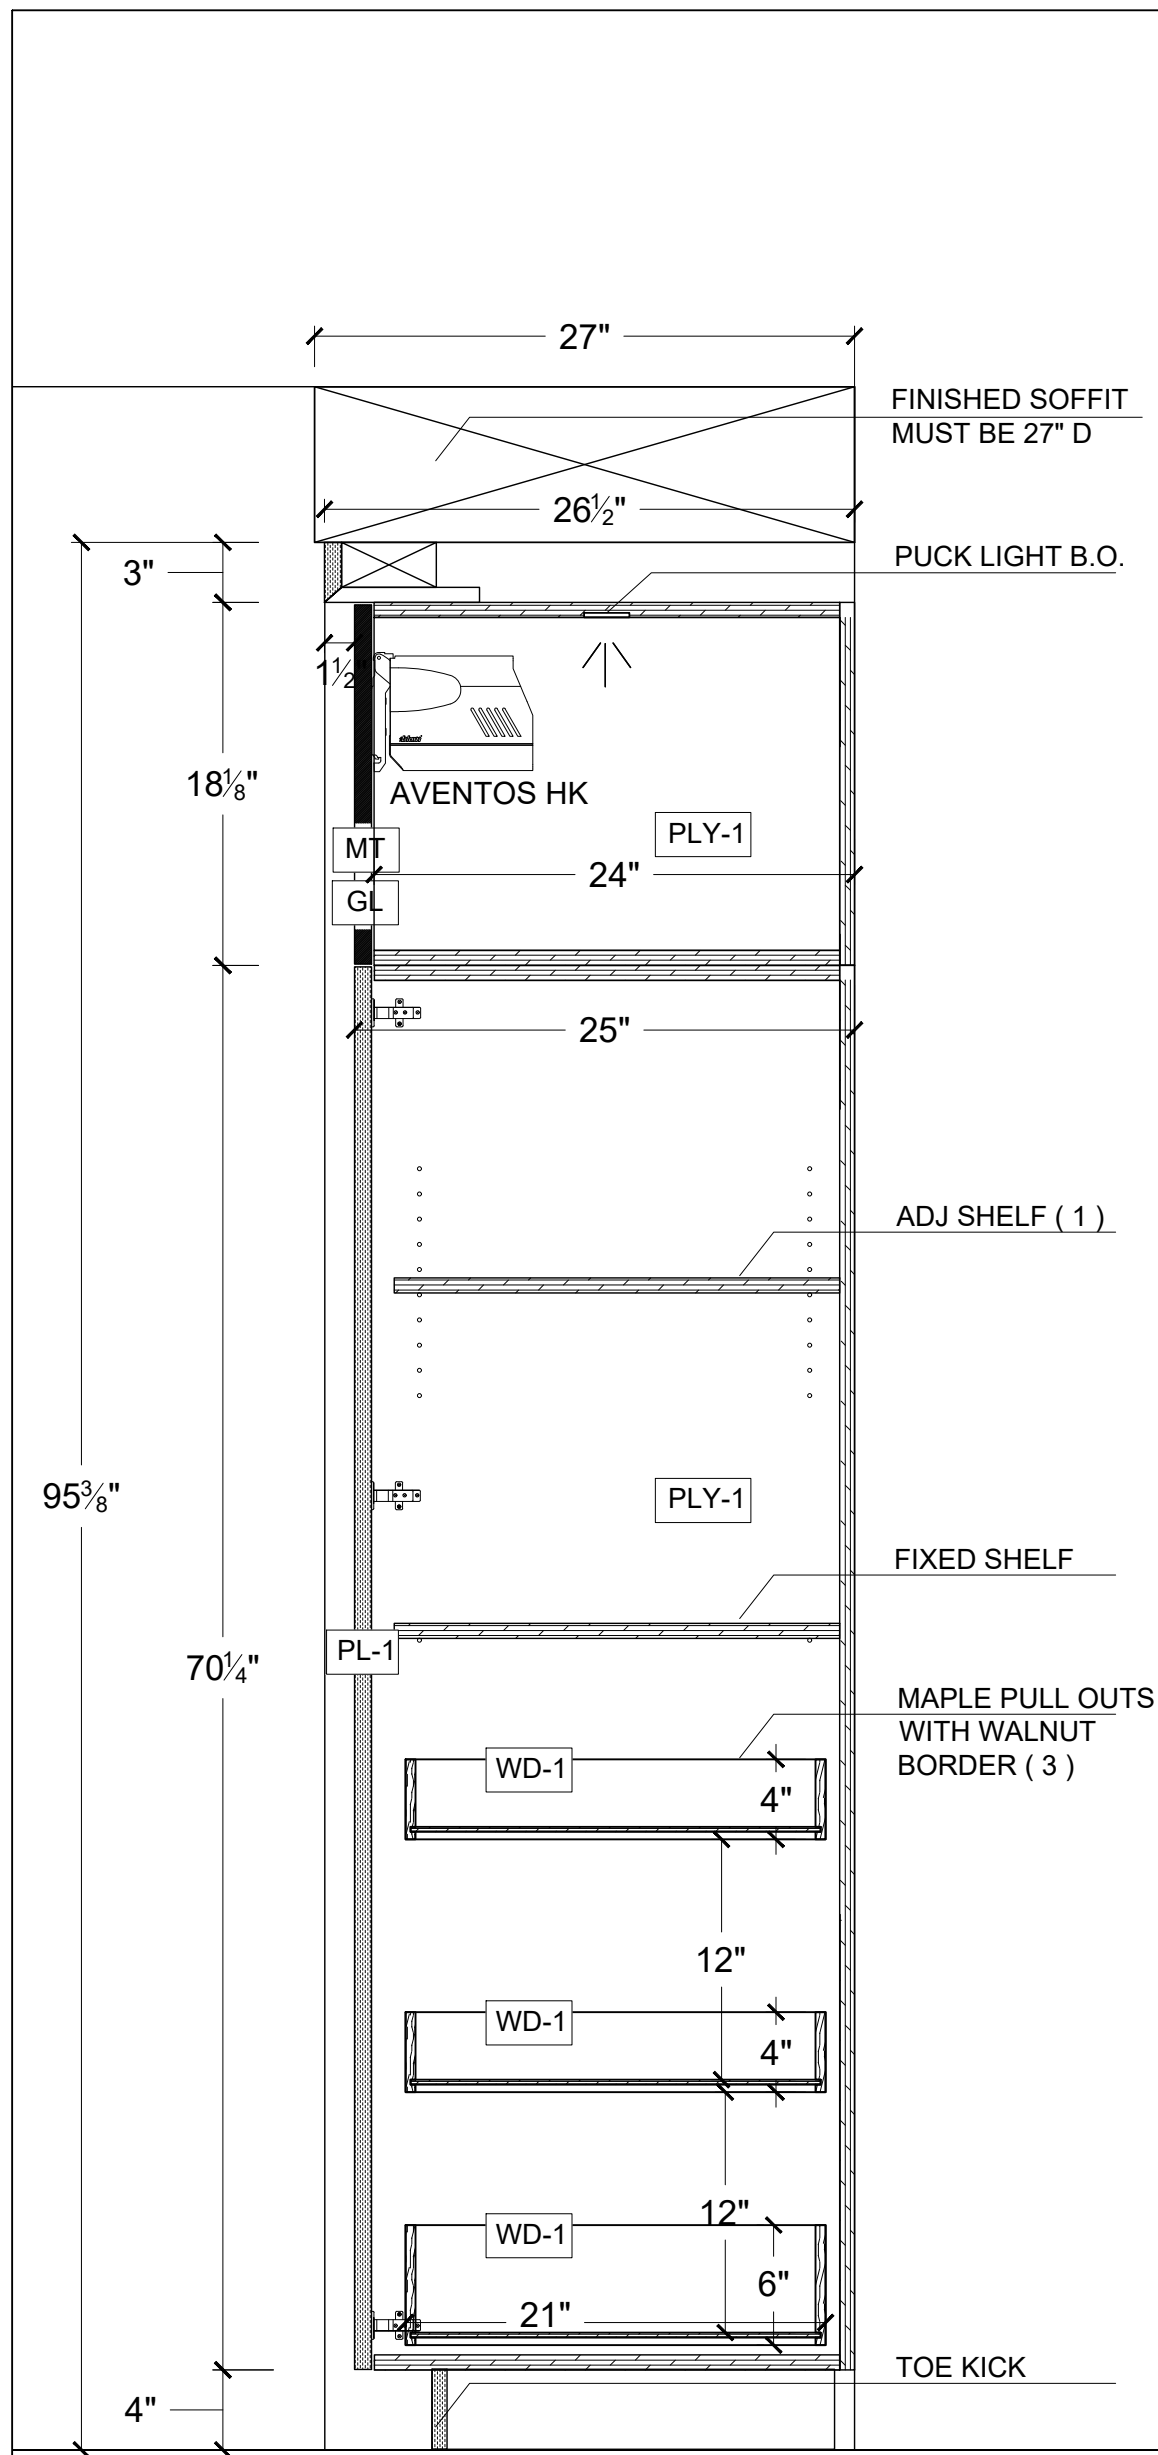 27"
FINISHED SOFFIT
MUST BE 27" D
26½"
PUCK LIGHT B.O.
3"
1½"
18⅛"
AVENTOS HK
MT
PLY-1
24"
GL
25"
ADJ SHELF ( 1 )
95⅜"
PLY-1
FIXED SHELF
PL-1
70¼"
MAPLE PULL OUTS
WITH WALNUT
BORDER ( 3 )
WD-1
4"
12"
WD-1
4"
12"
WD-1
6"
21"
TOE KICK
4"